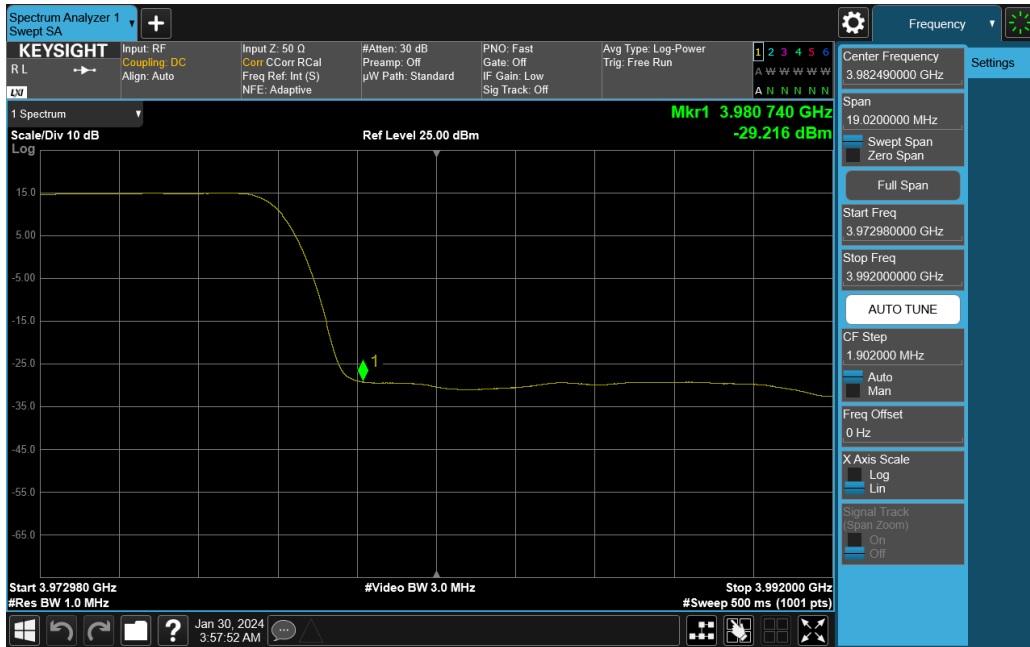 Spectrum Analyzer 1
Swept SA
Frequency
KEYSIGHT
R L
LXI
Input: RF
Coupling: DC
Align: Auto
Input Z: 50 Ω
Corr CCorr RCal
Freq Ref: Int (S)
NFE: Adaptive
#Atten: 30 dB
Preamp: Off
µW Path: Standard
PNO: Fast
Gate: Off
IF Gain: Low
Sig Track: Off
Avg Type: Log-Power
Trig: Free Run
1 2 3 4 5 6
A W W W W W
A N N N N N
1 Spectrum
Scale/Div 10 dB
Log
Ref Level 25.00 dBm
Mkr1 3.980 740 GHz
-29.216 dBm
15.0
5.00
-5.00
-15.0
-25.0
-35.0
-45.0
-55.0
-65.0
1
Start 3.972980 GHz
#Res BW 1.0 MHz
#Video BW 3.0 MHz
Stop 3.992000 GHz
#Sweep 500 ms (1001 pts)
Center Frequency
3.982490000 GHz
Span
19.0200000 MHz
Swept Span
Zero Span
Full Span
Start Freq
3.972980000 GHz
Stop Freq
3.992000000 GHz
AUTO TUNE
CF Step
1.902000 MHz
Auto
Man
Freq Offset
0 Hz
X Axis Scale
Log
Lin
Signal Track
(Span Zoom)
On
Off
Settings
?
Jan 30, 2024
3:57:52 AM